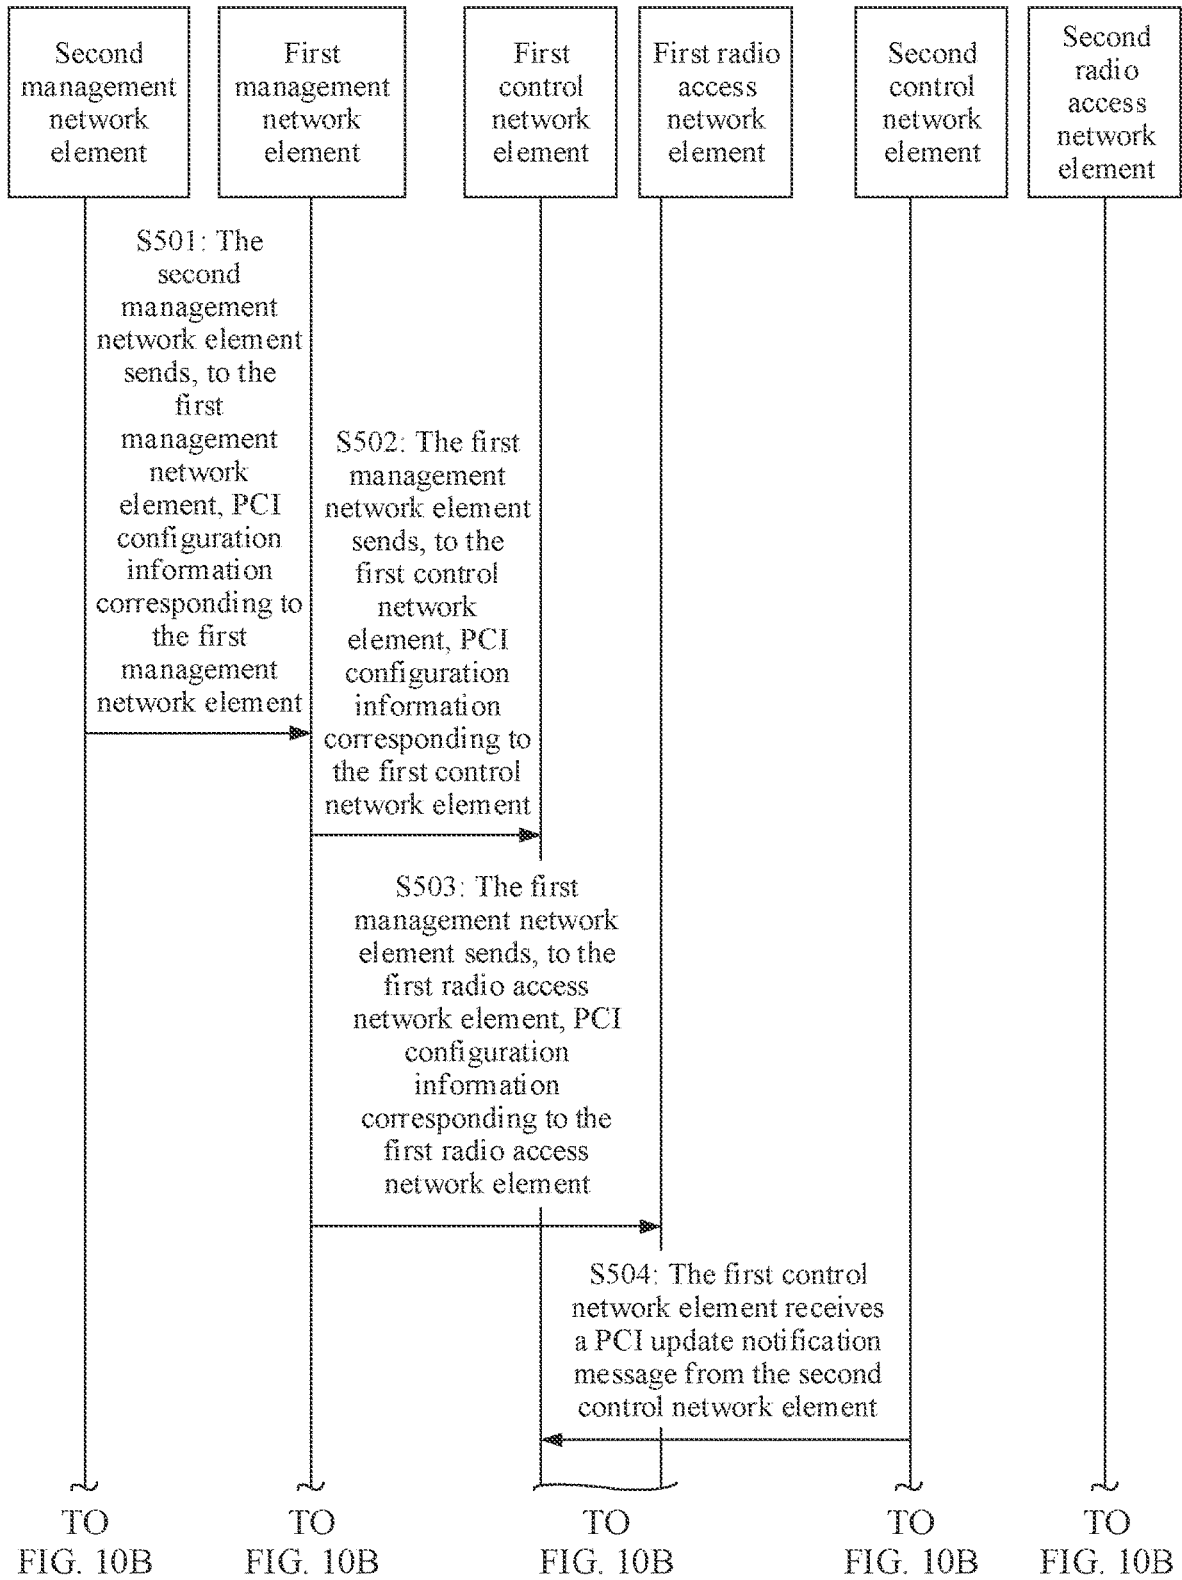 Second
management
network
element
First
management
network
element
First
control
network
element
First radio
access
network
element
Second
control
network
element
Second
radio
access
network
element
S501: The
second
management
network element
sends, to the
first
management
network
element, PCI
configuration
information
corresponding to
the first
management
network element
S502: The first
management
network element
sends, to the
first control
network
element, PCI
configuration
information
corresponding to
the first control
network element
S503: The first
management network
element sends, to the
first radio access
network element, PCI
configuration
information
corresponding to the
first radio access
network element
S504: The first control
network element receives
a PCI update notification
message from the second
control network element
TO
FIG. 10B
TO
FIG. 10B
TO
FIG. 10B
TO
FIG. 10B
TO
FIG. 10B